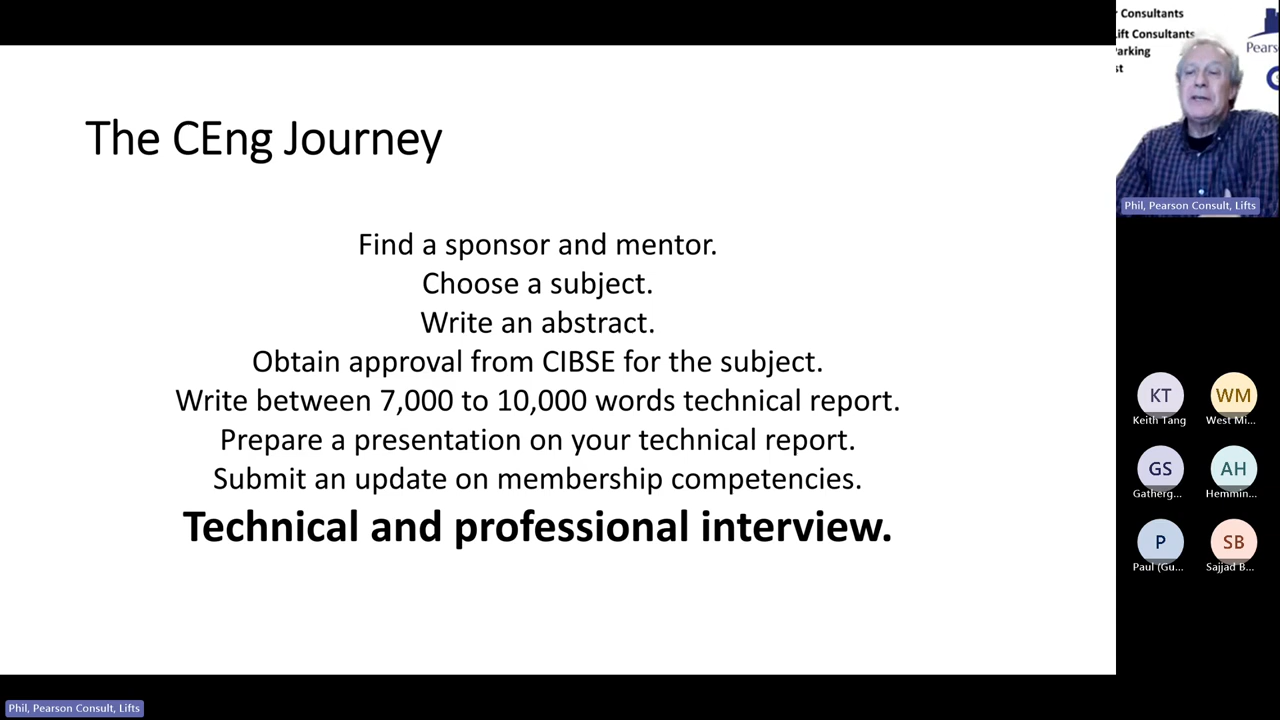 The CEng Journey
Find a sponsor and mentor.
Choose a subject.
Write an abstract.
Obtain approval from CIBSE for the subject.
Write between 7,000 to 10,000 words technical report.
Prepare a presentation on your technical report.
Submit an update on membership competencies.
Technical and professional interview.
Consultants
ift Consultants
arking
st
Pears
Phil, Pearson Consult, Lifts
KT
WM
Keith Tang
West Mi...
GS
AH
Gatherg...
Hemmin...
P
SB
Paul (Gu...
Sajjad B...
Phil, Pearson Consult, Lifts